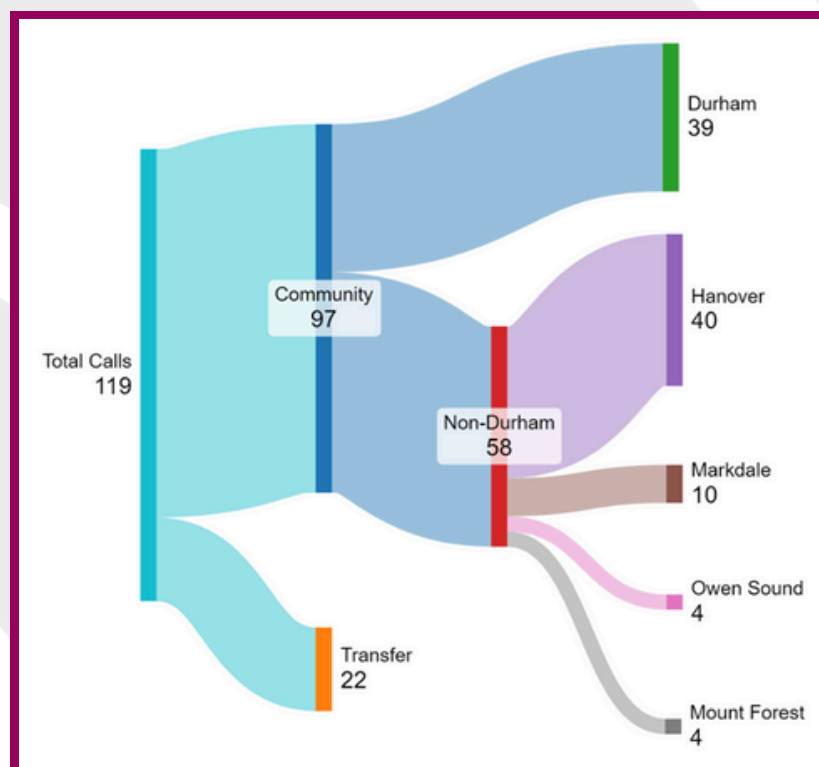 Durham
39
Hanover
40
Community
97
Total Calls
119
Non-Durham
58
Markdale
10
Owen Sound
4
Transfer
22
Mount Forest
4